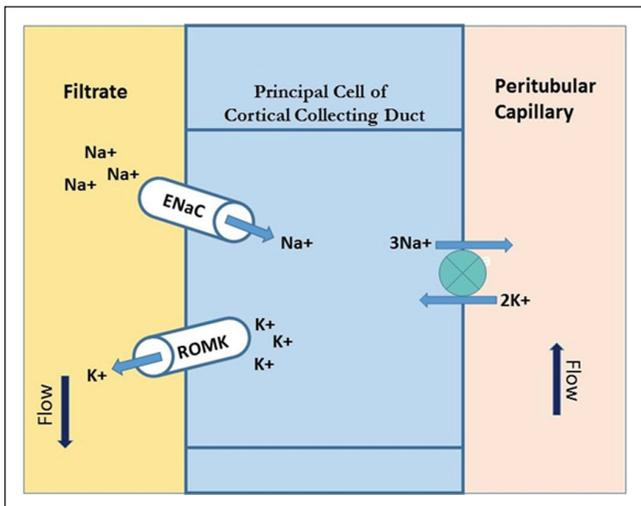 Filtrate
Principal Cell of
Cortical Collecting Duct
Peritubular
Capillary
Na+
Na+
Na+
ENaC
Na+
3Na+
2K+
K+
K+
K+
ROMK
K+
Flow
Flow